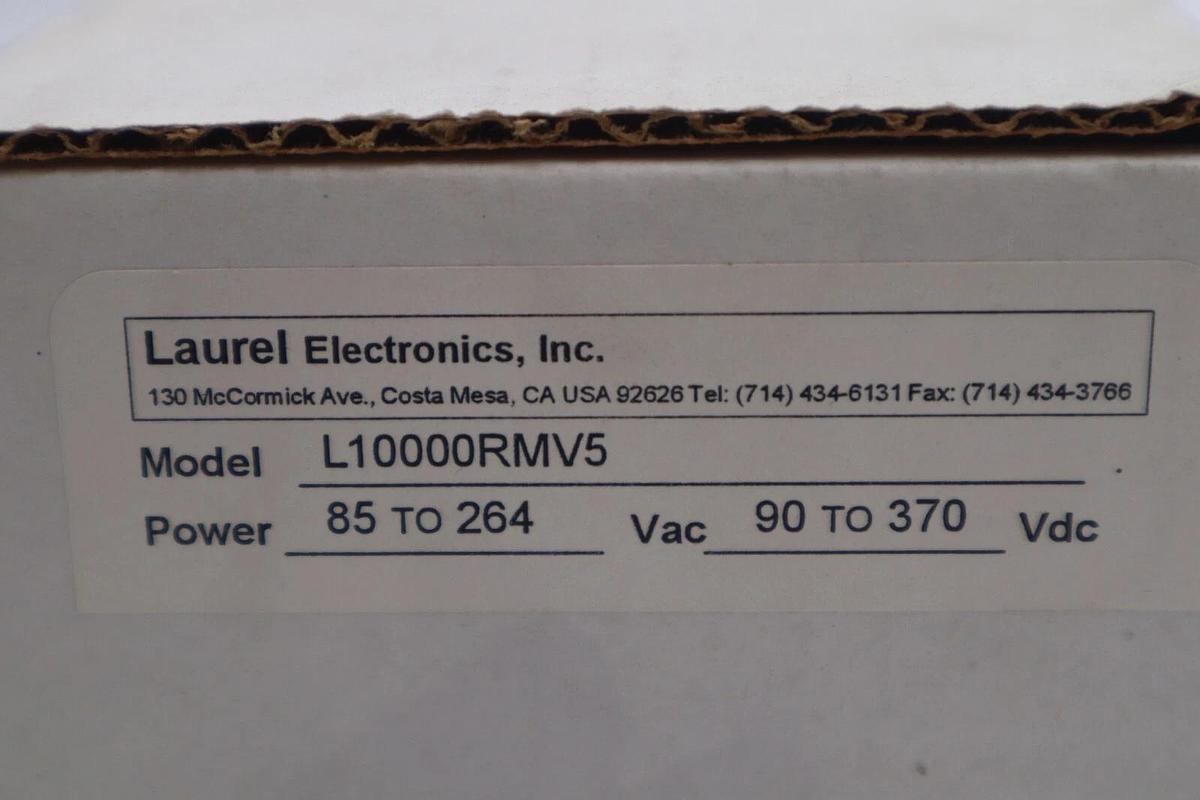 Laurel Electronics, Inc.
130 McCormick Ave., Costa Mesa, CA USA 92626 Tel: (714) 434-6131 Fax: (714) 434-3766
Model L10000RMV5
Power 85 TO 264 Vac 90 TO 370 Vdc